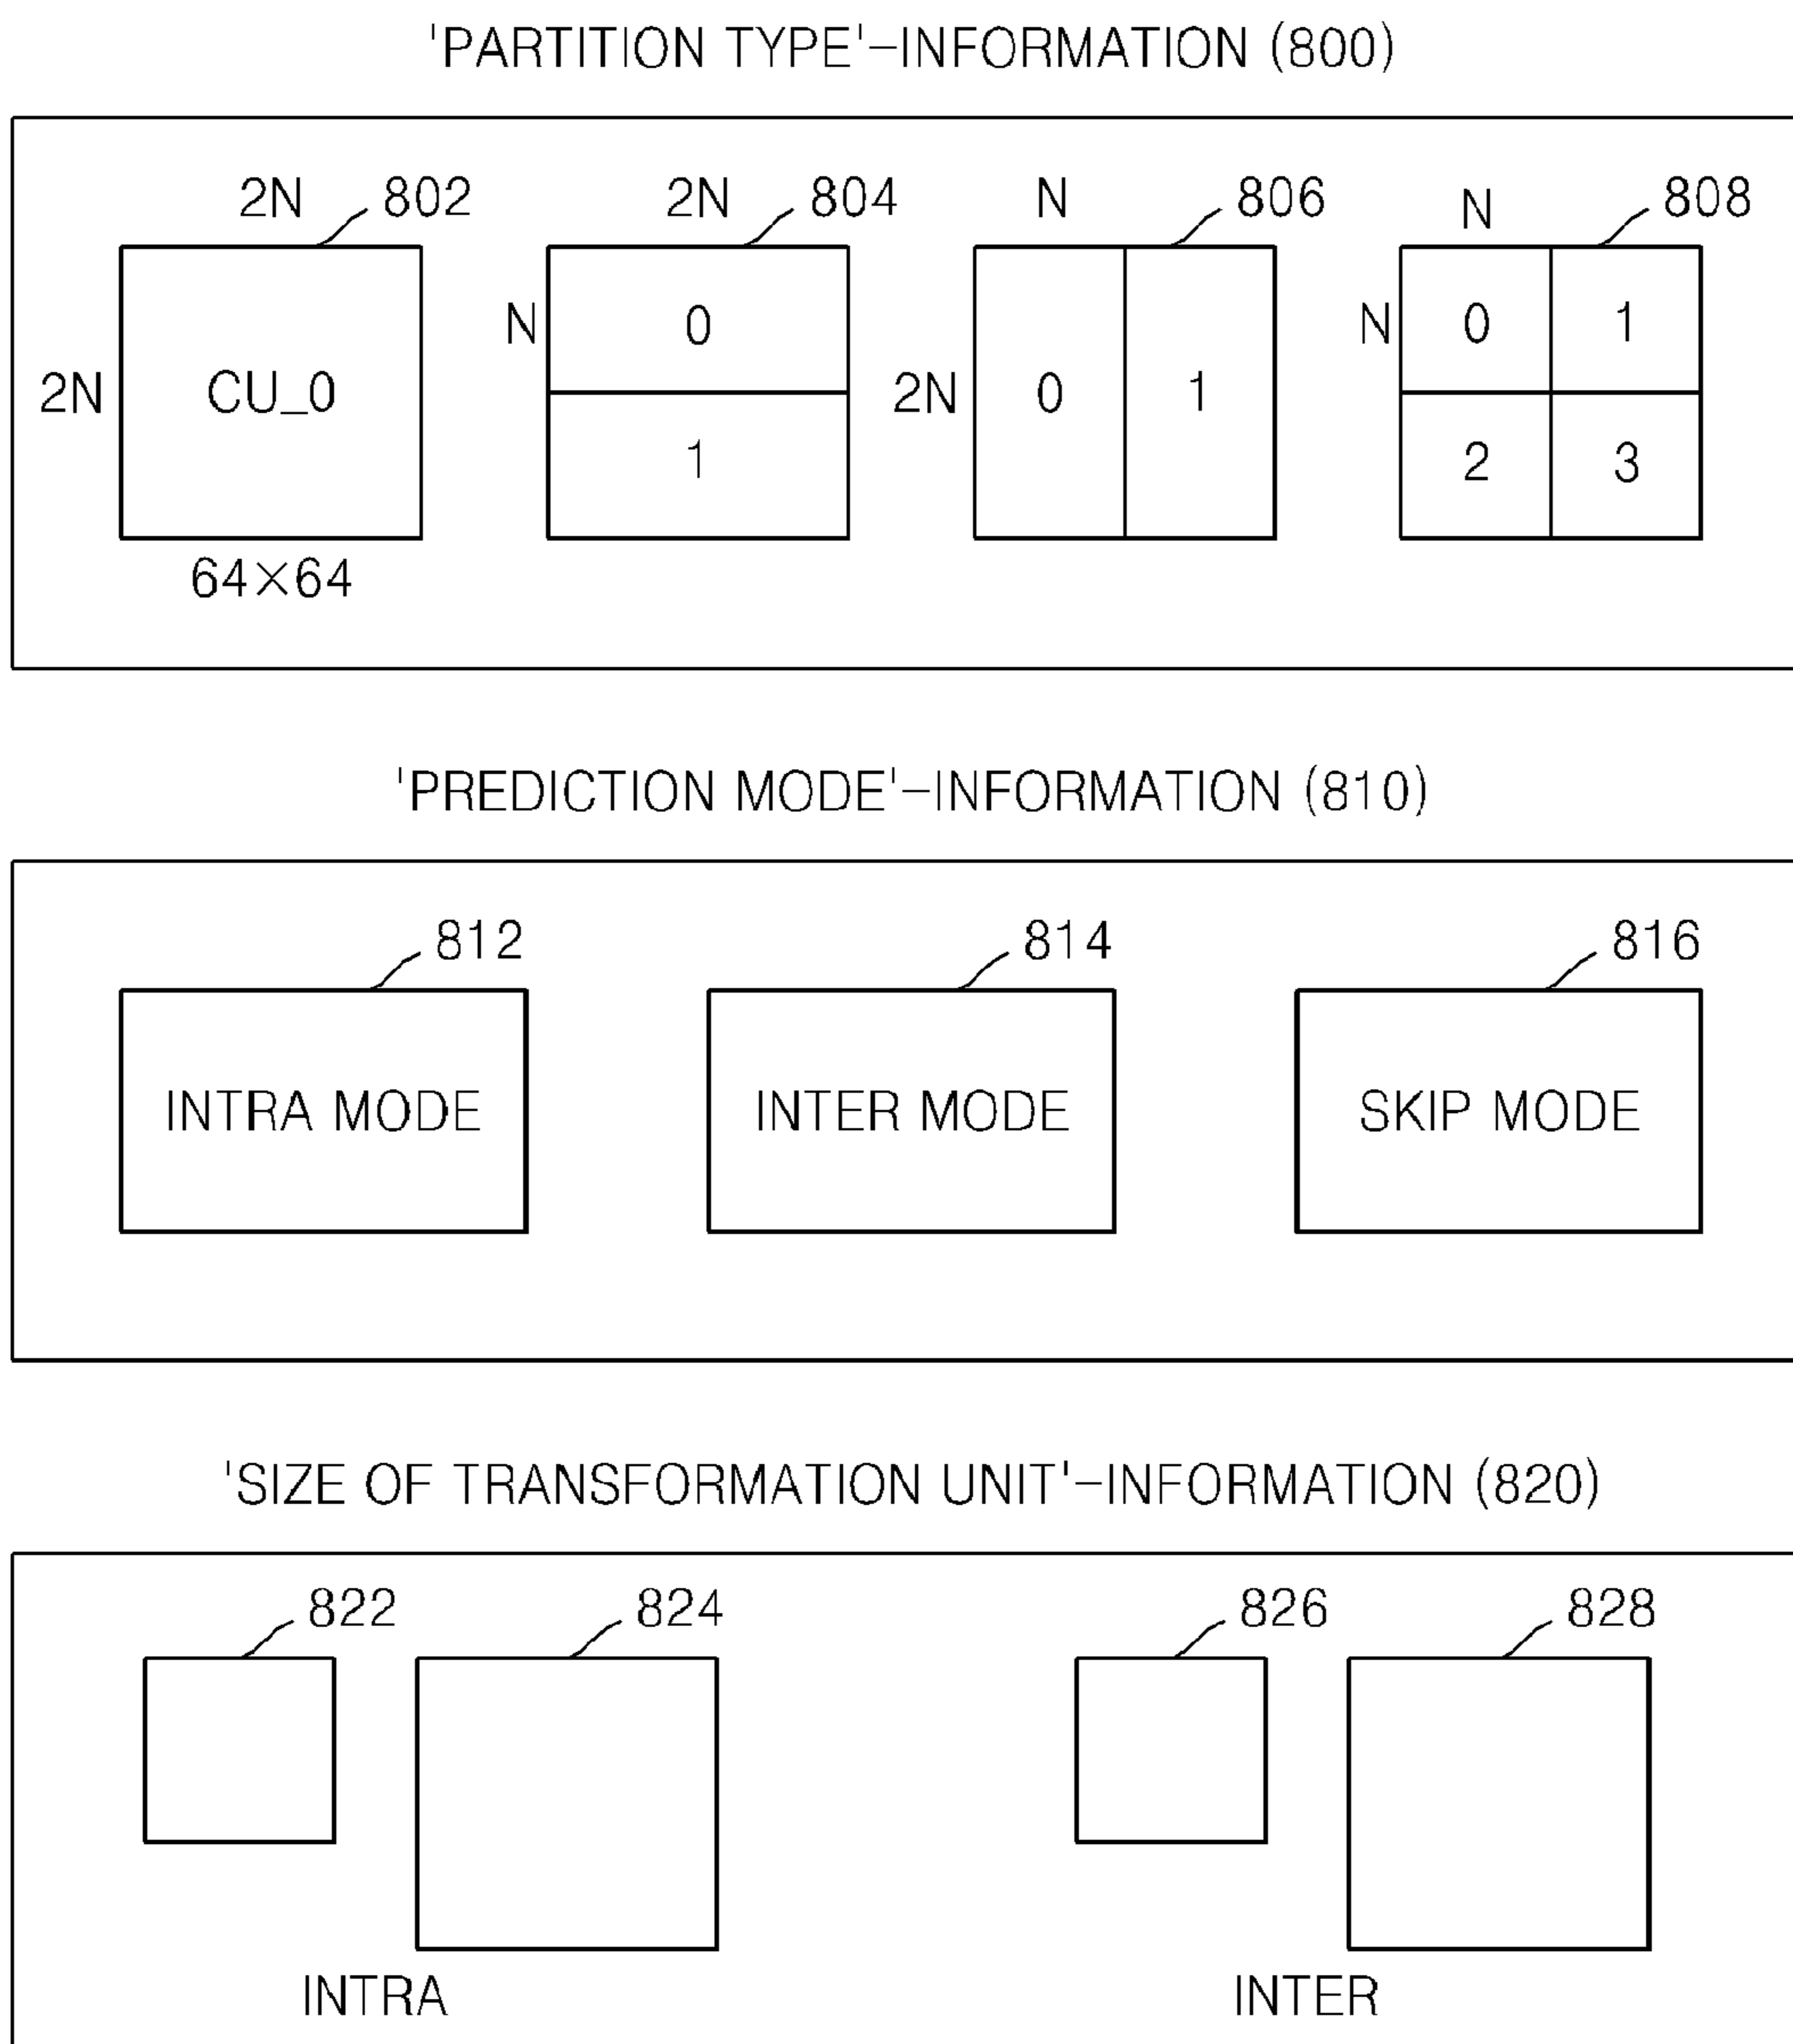 'PARTITION TYPE'-INFORMATION (800)
2N 802 2N 804 N 806 N 808
2N CU_0 N 0 1 2N 0 1 N 0 1 2 3
64×64
'PREDICTION MODE'-INFORMATION (810)
812 814 816
INTRA MODE INTER MODE SKIP MODE
'SIZE OF TRANSFORMATION UNIT'-INFORMATION (820)
822 824 826 828
INTRA INTER